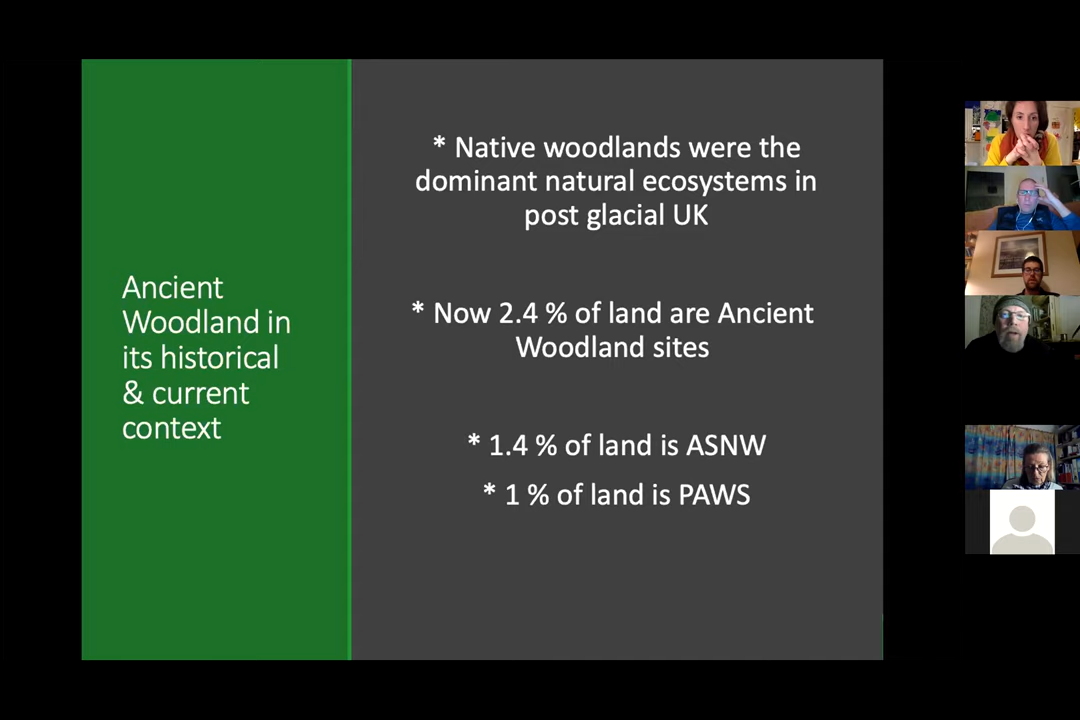 Ancient
Woodland in
its historical
& current
context
* Native woodlands were the
dominant natural ecosystems in
post glacial UK
* Now 2.4 % of land are Ancient
Woodland sites
* 1.4 % of land is ASNW
* 1 % of land is PAWS